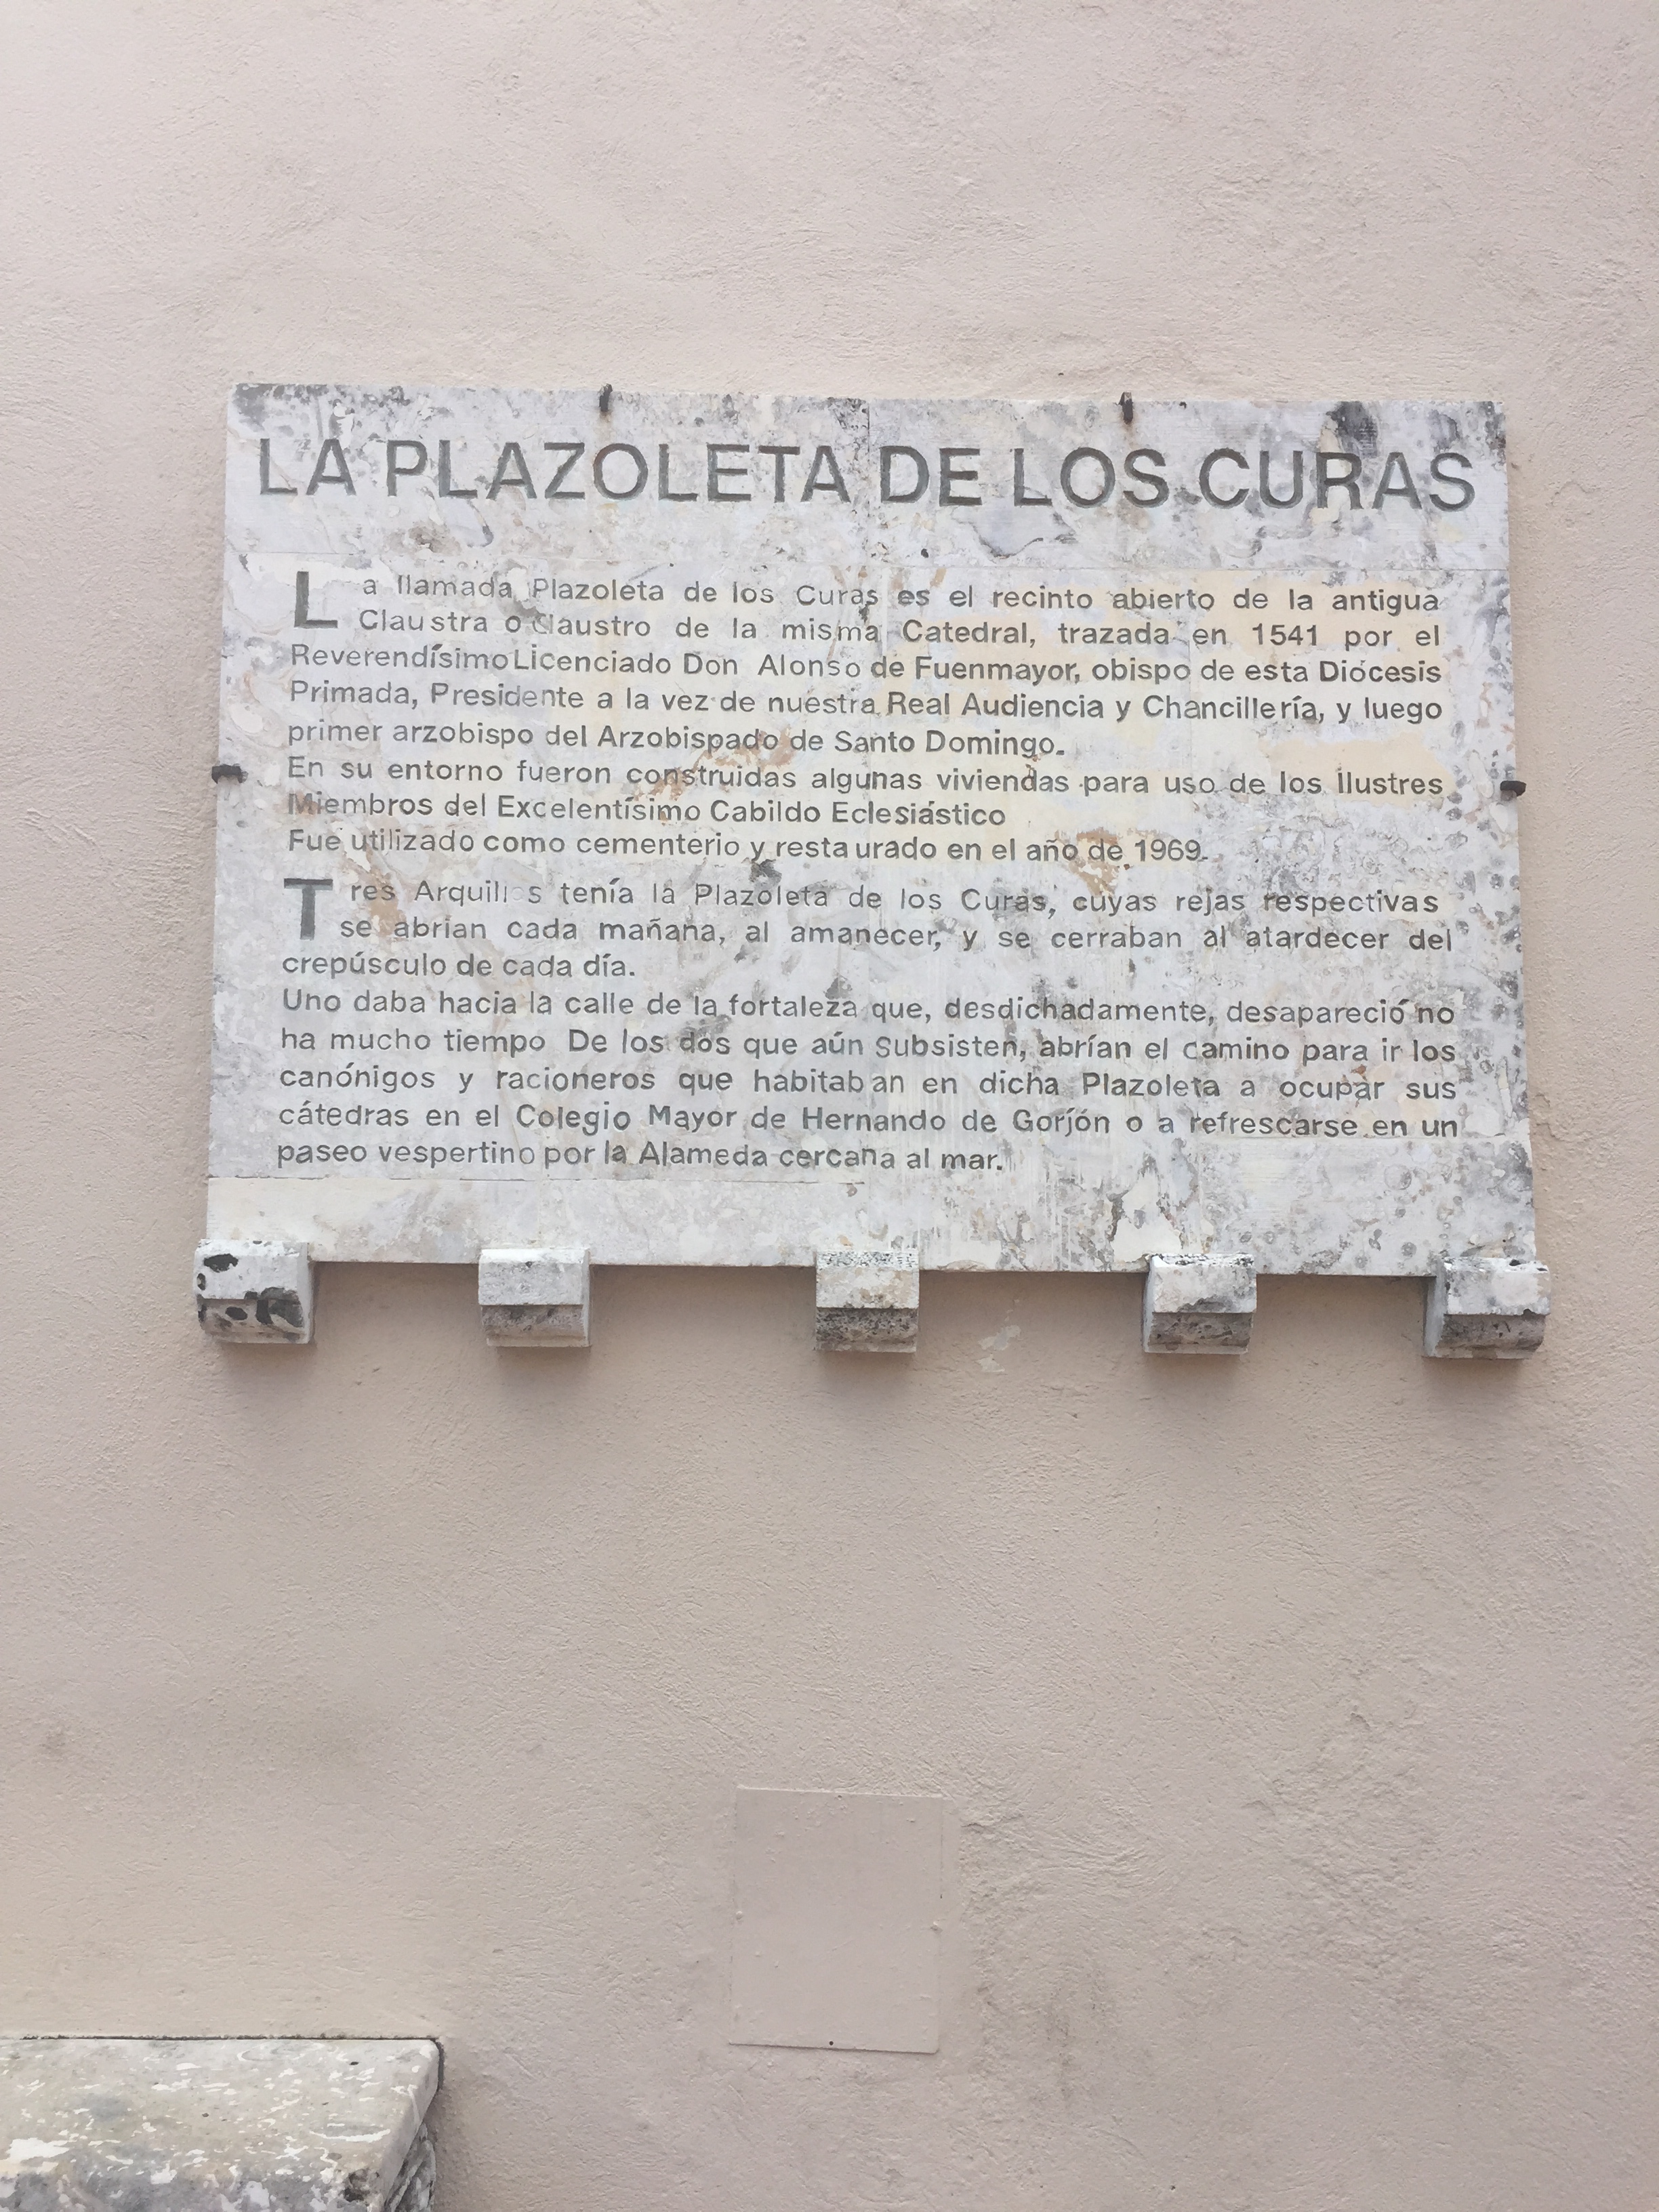 LA PLAZOLETA DE LOS CURAS
La llamada Plazoleta de los Curas es el recinto abierto de la antigua
Claustra o Claustro de la misma Catedral, trazada en 1541 por el
Reverendísimo Licenciado Don Alonso de Fuenmayor, obispo de esta Diócesis
Primada, Presidente a la vez de nuestra Real Audiencia y Chancillería, y luego
primer arzobispo del Arzobispado de Santo Domingo.
En su entorno fueron construidas algunas viviendas para uso de los Ilustres
Miembros del Excelentísimo Cabildo Eclesiástico
Fue utilizado como cementerio y restaurado en el año de 1969.
Tres Arquillos tenía la Plazoleta de los Curas, cuyas rejas respectivas
se abrian cada mañana, al amanecer, y se cerraban al atardecer del
crepúsculo de cada día.
Uno daba hacia la calle de la fortaleza que, desdichadamente, desapareció no
ha mucho tiempo De los dos que aún Subsisten, abrían el camino para ir los
canónigos y racioneros que habitaban en dicha Plazoleta a ocupar sus
cátedras en el Colegio Mayor de Hernando de Gorjón o a refrescarse en un
paseo vespertino por la Alameda cercana al mar.